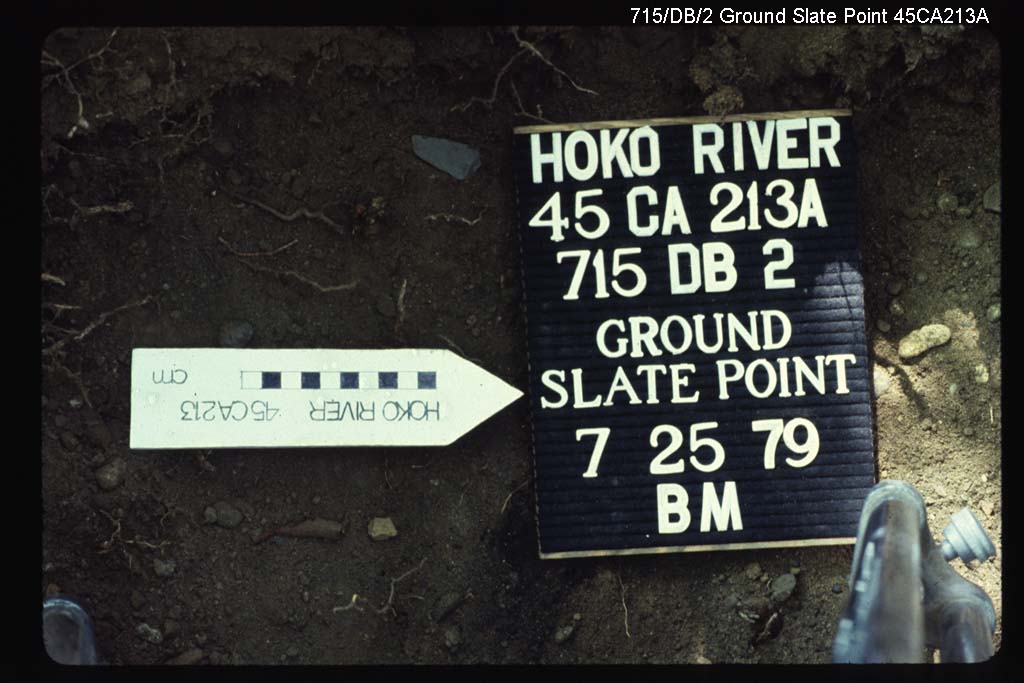 715/DB/2 Ground Slate Point 45CA213A
HOKO RIVER
45 CA 213A
715 DB 2
GROUND
SLATE POINT
7 25 79
BM
HOKO RIVER 45CA213
cm